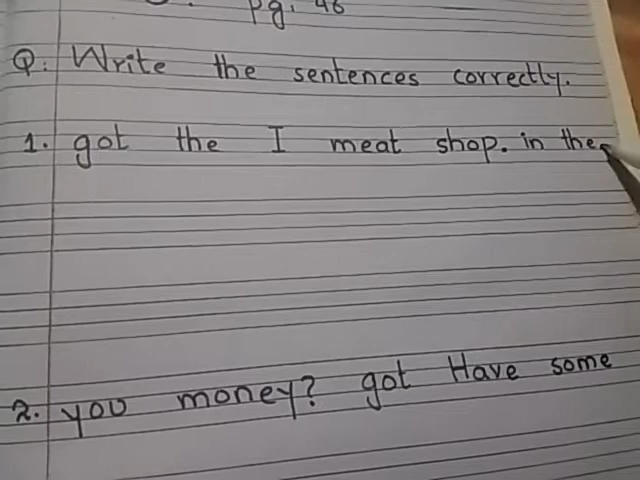 pg. 46
Q. Write the sentences correctly.
1. got the I meat shop. in the
2. you money? got Have some